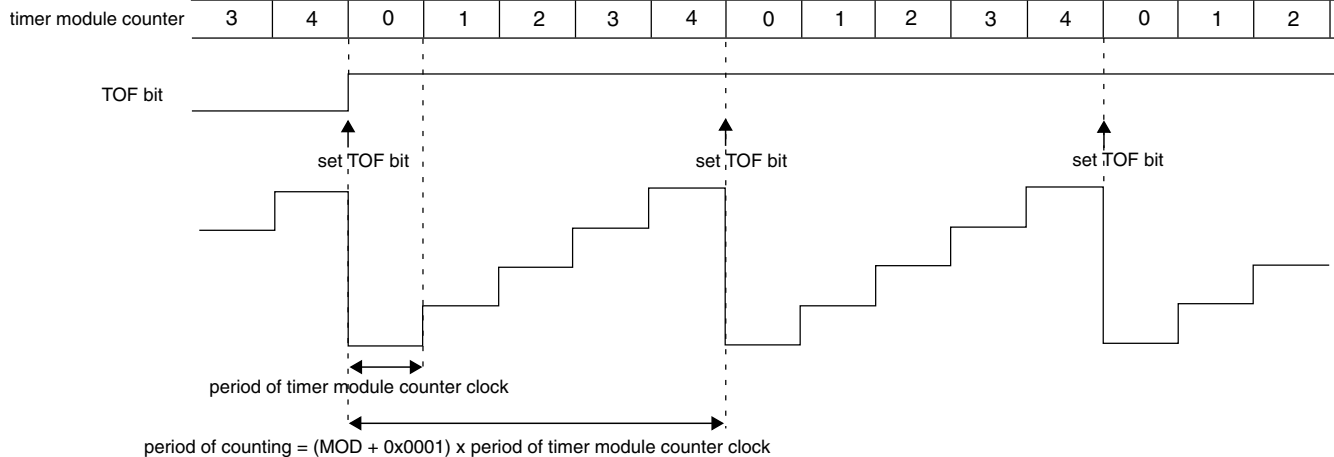 timer module counter 3 4 0 1 2 3 4 0 1 2 3 4 0 1 2
TOF bit
set TOF bit set TOF bit set TOF bit
period of timer module counter clock
period of counting = (MOD + 0x0001) x period of timer module counter clock